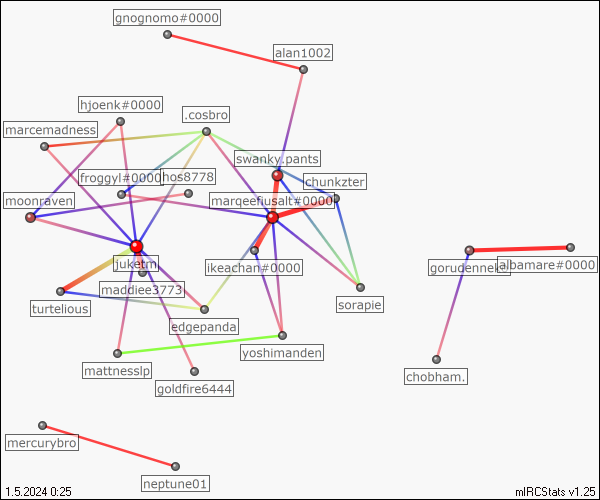 gnognomo#0000
alan1002
hjoenk#0000
.cosbro
marcemadness
swanky.pants
froggyl#0000
hos8778
chunkzter
moonraven
marqeefiusalt#0000
juketm
ikeachan#0000
gorudenneko
albamare#0000
maddiee3773
turtelious
sorapie
edgepanda
yoshimanden
mattnesslp
chobham.
goldfire6444
mercurybro
neptune01
1.5.2024 0:25
mIRCStats v1.25